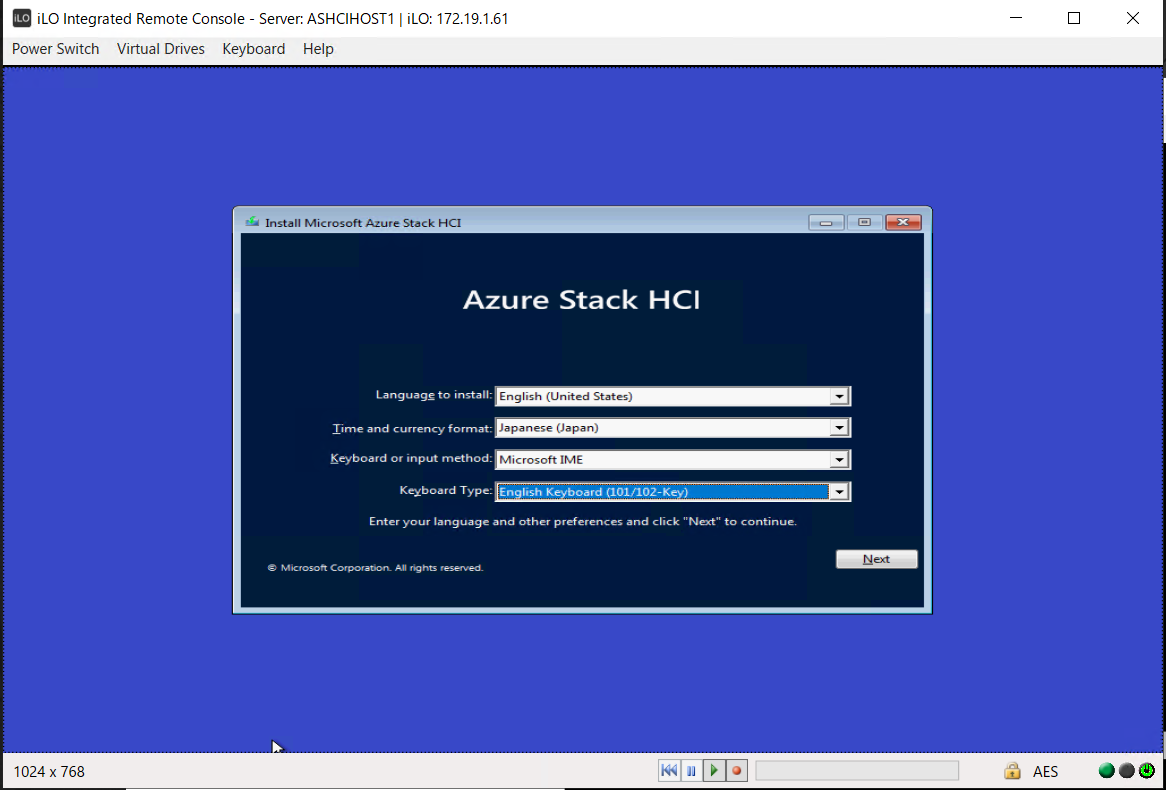 iLO iLO Integrated Remote Console - Server: ASHCIHOST1 | iLO: 172.19.1.61
Power Switch Virtual Drives Keyboard Help
Install Microsoft Azure Stack HCI
Azure Stack HCI
Language to install: English (United States)
Time and currency format: Japanese (Japan)
Keyboard or input method: Microsoft IME
Keyboard Type: English Keyboard (101/102-Key)
Enter your language and other preferences and click "Next" to continue.
Next
© Microsoft Corporation. All rights reserved.
1024 x 768 AES